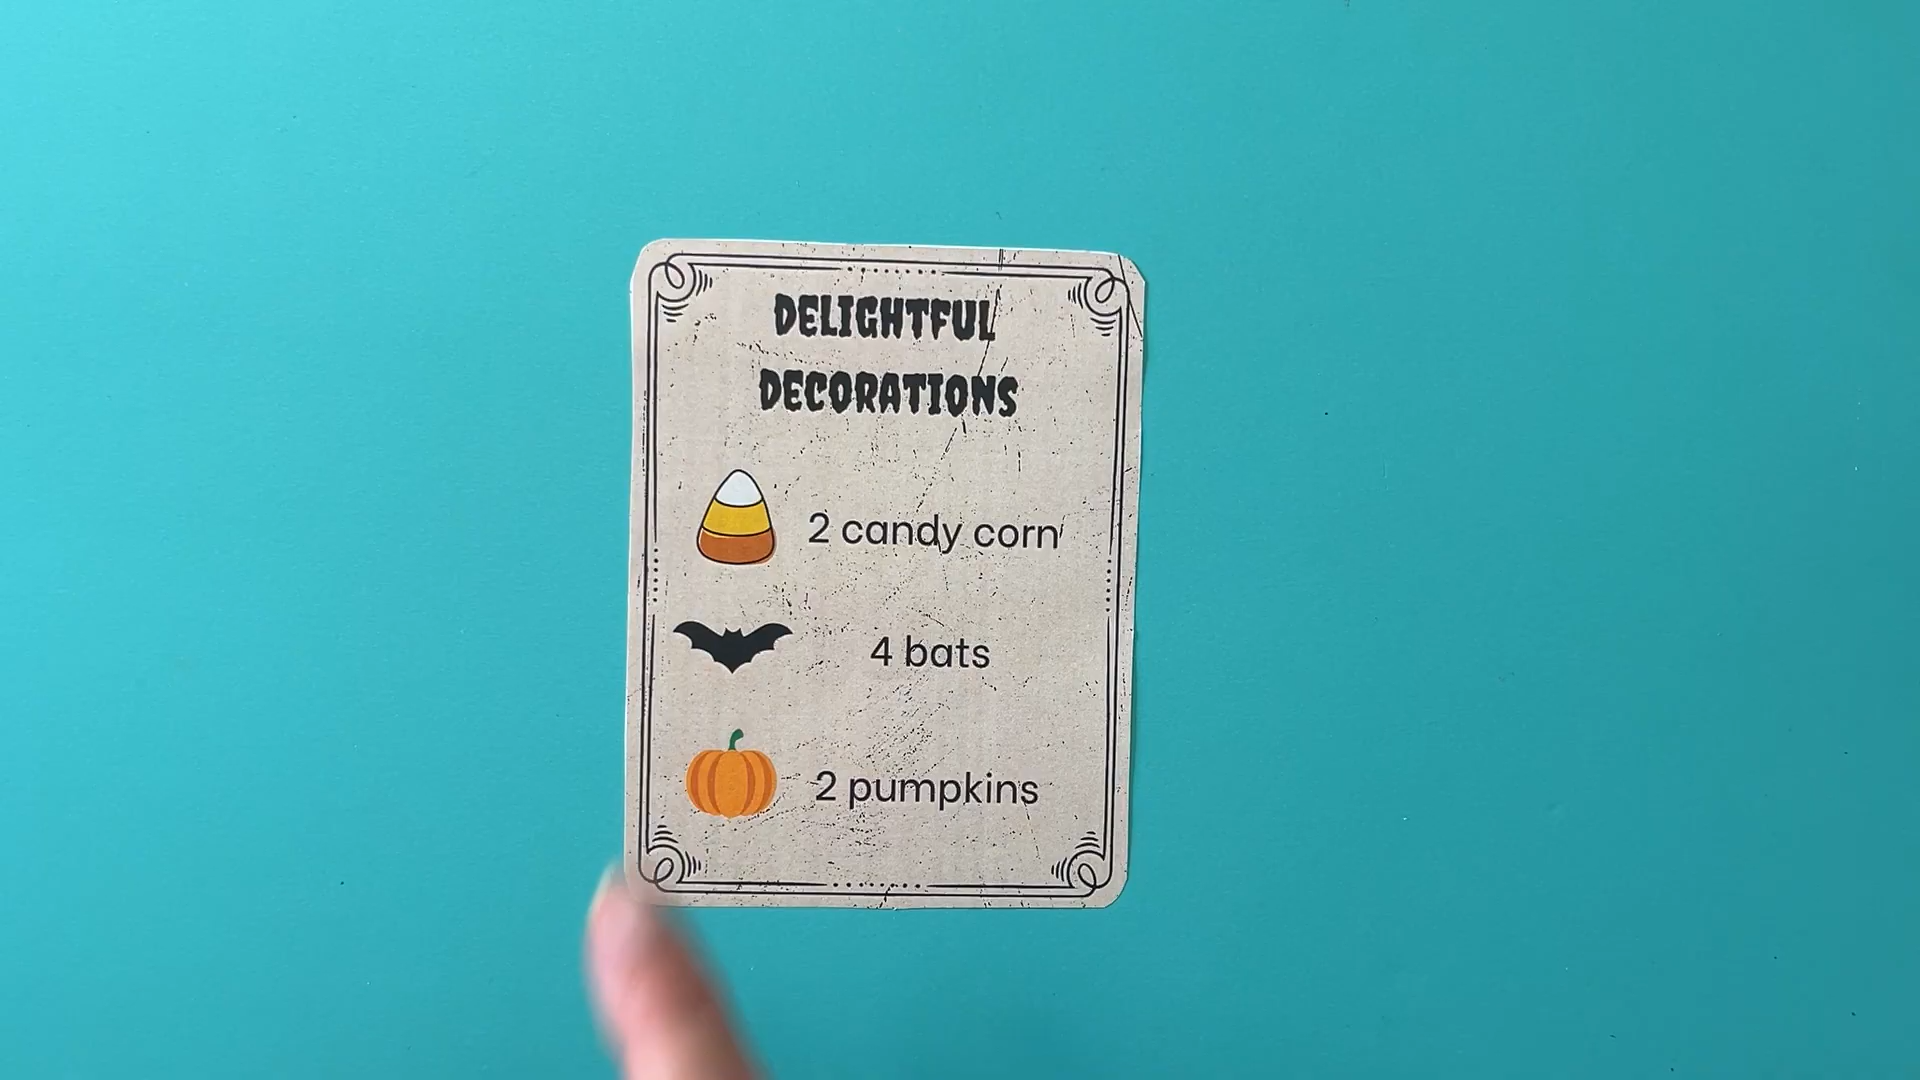 DELIGHTFUL
DECORATIONS
2 candy corn
4 bats
2 pumpkins